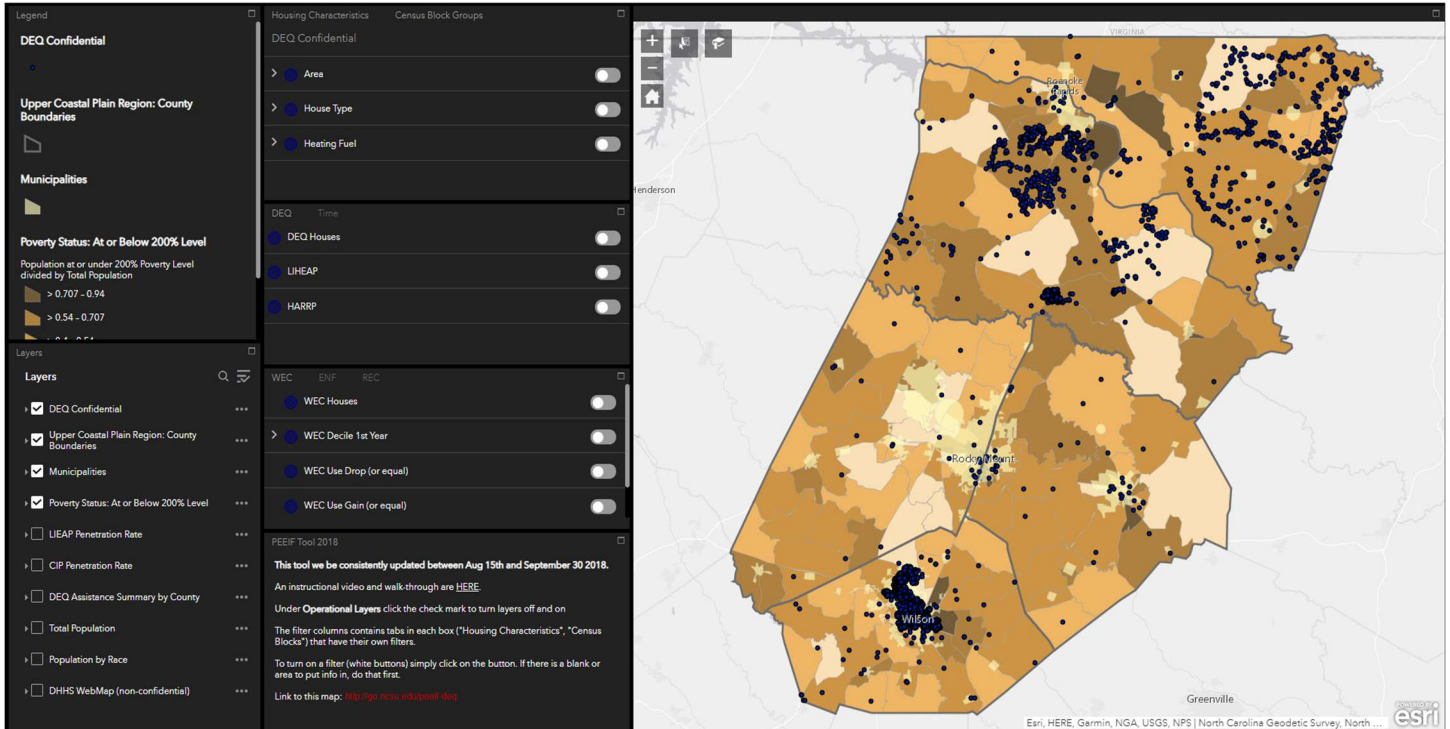 Legend
DEQ Confidential
Upper Coastal Plain Region: County
Boundaries
Municipalities
Poverty Status: At or Below 200% Level
Population at or under 200% Poverty Level
divided by Total Population
> 0.707 - 0.94
> 0.54 - 0.707
Layers
Layers
DEQ Confidential
Upper Coastal Plain Region: County
Boundaries
Municipalities
Poverty Status: At or Below 200% Level
LIEAP Penetration Rate
CIP Penetration Rate
DEQ Assistance Summary by County
Total Population
Population by Race
DHHS WebMap (non-confidential)
Housing Characteristics Census Block Groups
DEQ Confidential
Area
House Type
Heating Fuel
DEQ Time
DEQ Houses
LIHEAP
HARRP
WEC ENF REC
WEC Houses
WEC Decile 1st Year
WEC Use Drop (or equal)
WEC Use Gain (or equal)
PEEIF Tool 2018
This tool we be consistently updated between Aug 15th and September 30 2018.
An instructional video and walk-through are HERE.
Under Operational Layers click the check mark to turn layers off and on
The filter columns contains tabs in each box ("Housing Characteristics", "Census
Blocks") that have their own filters.
To turn on a filter (white buttons) simply click on the button. If there is a blank or
area to put info in, do that first.
Link to this map: http://go.ncsu.edu/peeif-deq
VIRGINIA
Roanoke
Rapids
Henderson
Rocky Mount
Wilson
Greenville
Esri, HERE, Garmin, NGA, USGS, NPS | North Carolina Geodetic Survey, North ...
POWERED BY
esri